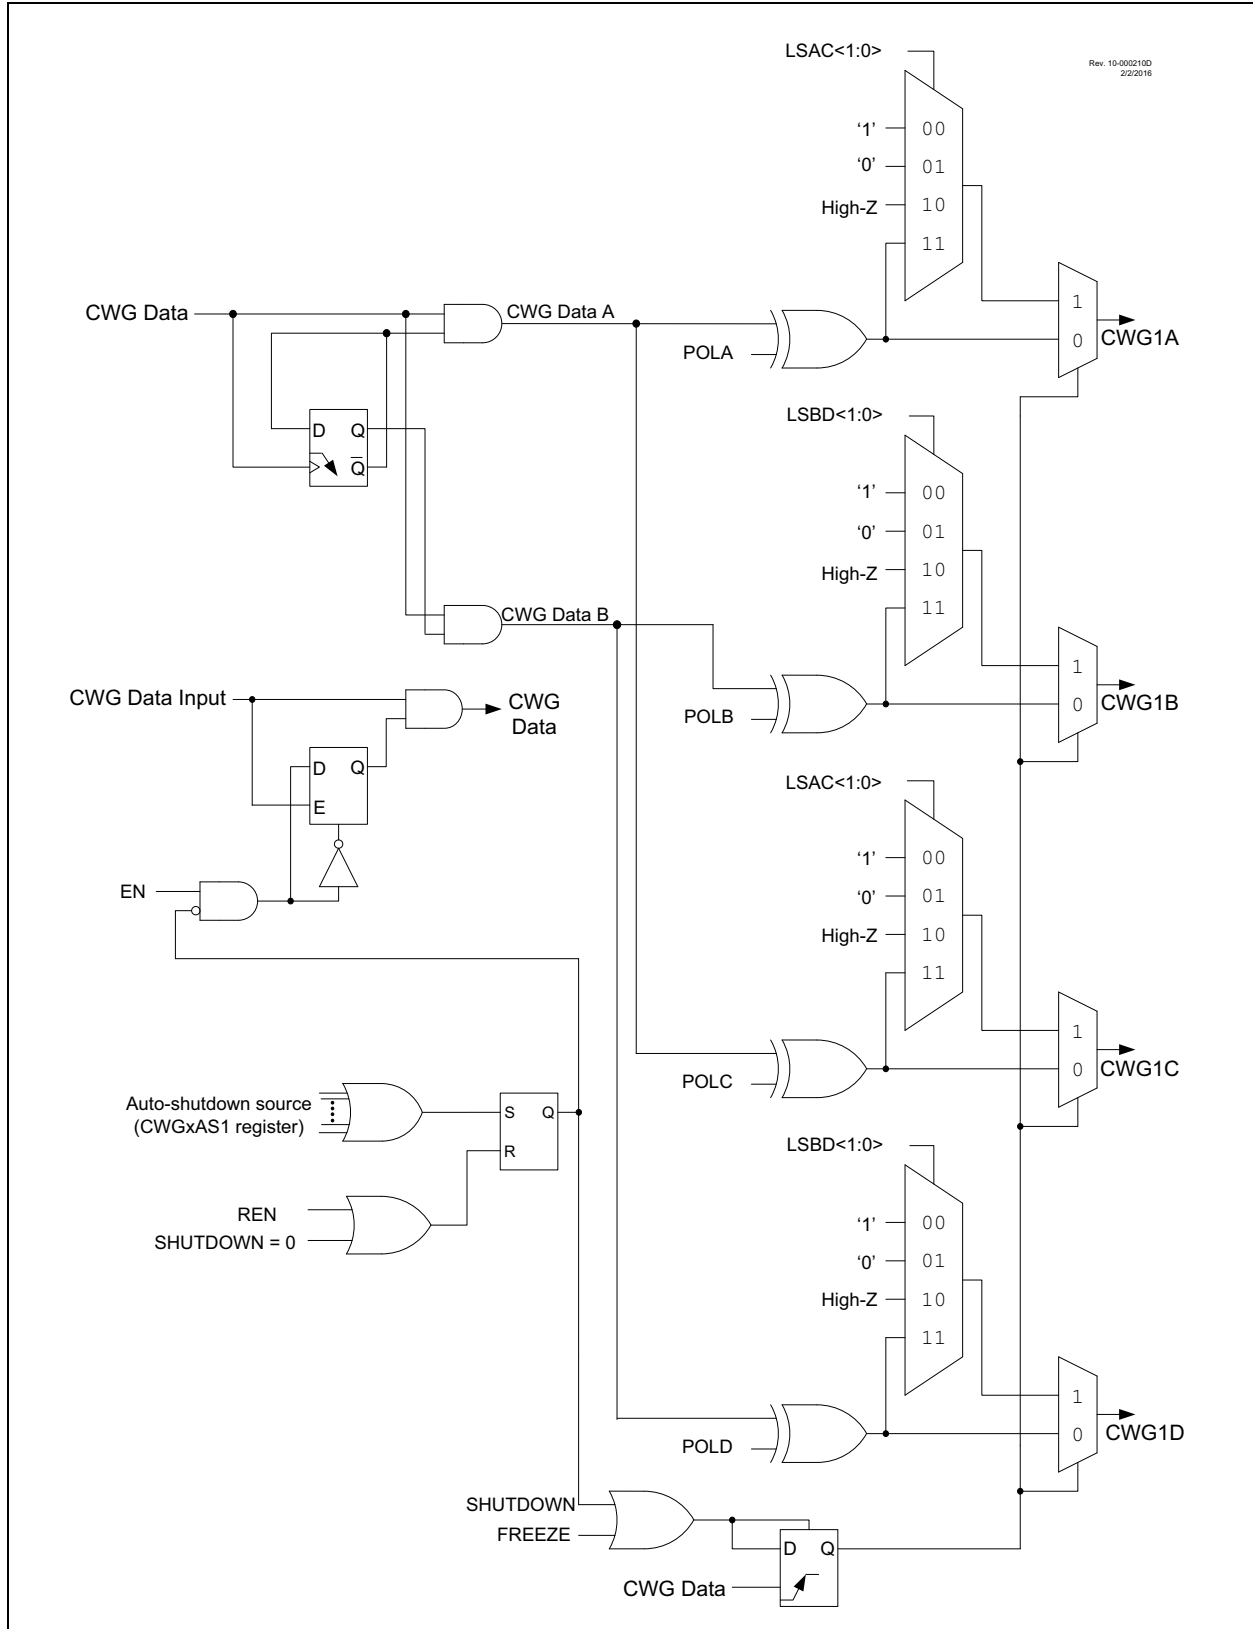 LSAC<1:0>
Rev. 10-000210D
2/2/2016
‘1’ 00
‘0’ 01
High-Z 10
11
CWG Data
CWG Data A
POLA
1
0
CWG1A
D Q
Q
LSBD<1:0>
‘1’ 00
‘0’ 01
High-Z 10
11
CWG Data B
POLB
1
0
CWG1B
CWG Data Input
CWG
Data
D Q
E
EN
LSAC<1:0>
‘1’ 00
‘0’ 01
High-Z 10
11
POLC
1
0
CWG1C
Auto-shutdown source
(CWGxAS1 register)
S Q
R
REN
SHUTDOWN = 0
LSBD<1:0>
‘1’ 00
‘0’ 01
High-Z 10
11
POLD
1
0
CWG1D
SHUTDOWN
FREEZE
D Q
CWG Data